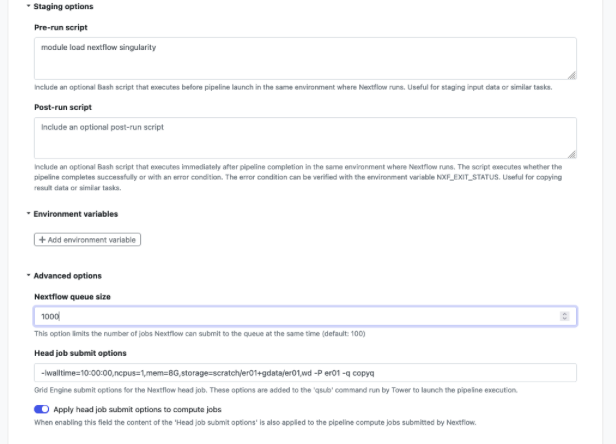 Staging options
Pre-run script
module load nextflow singularity
Include an optional Bash script that executes before pipeline launch in the same environment where Nextflow runs. Useful for staging input data or similar tasks.
Post-run script
Include an optional post-run script
Include an optional Bash script that executes immediately after pipeline completion in the same environment where Nextflow runs. The script executes whether the
pipeline completes successfully or with an error condition. The error condition can be verified with the environment variable NXF_EXIT_STATUS. Useful for copying
result data or similar tasks.
Environment variables
+ Add environment variable
Advanced options
Nextflow queue size
1000
This option limits the number of jobs Nextflow can submit to the queue at the same time (default: 100)
Head job submit options
-lwalltime=10:00:00,ncpus=1,mem=8G,storage=scratch/er01+gdata/er01,wd -P er01 -q copyq
Grid Engine submit options for the Nextflow head job. These options are added to the 'qsub' command run by Tower to launch the pipeline execution.
Apply head job submit options to compute jobs
When enabling this field the content of the 'Head job submit options' is also applied to the pipeline compute jobs submitted by Nextflow.